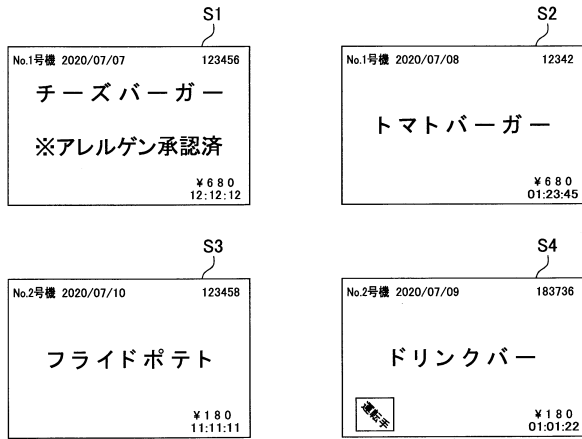 S1
No.1号機 2020/07/07 123456
チーズバーガー
※アレルゲン承認済
¥680
12:12:12
S2
No.1号機 2020/07/08 12342
トマトバーガー
¥680
01:23:45
S3
No.2号機 2020/07/10 123458
フライドポテト
¥180
11:11:11
S4
No.2号機 2020/07/09 183736
ドリンクバー
運転手
¥180
01:01:22